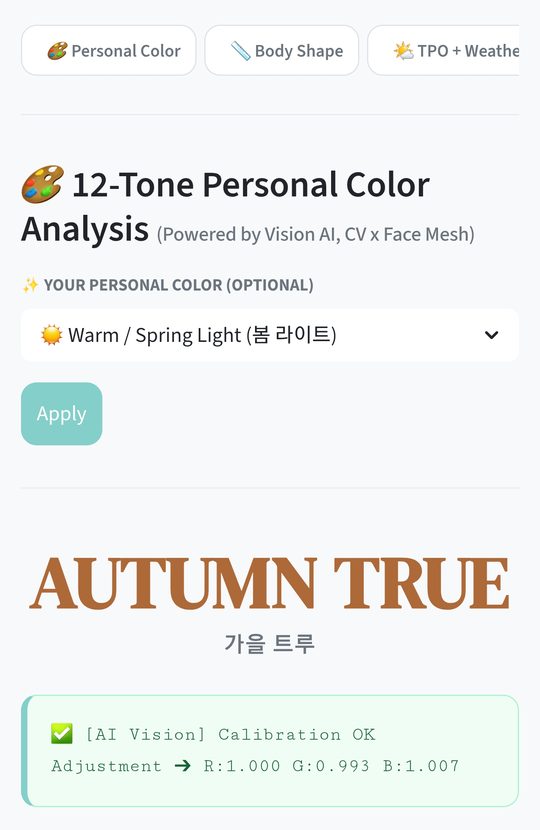 🎨 Personal Color
📏 Body Shape
🌤️ TPO + Weathe
🎨 12-Tone Personal Color
Analysis (Powered by Vision AI, CV x Face Mesh)
✨ YOUR PERSONAL COLOR (OPTIONAL)
☀️ Warm / Spring Light (봄 라이트)
Apply
AUTUMN TRUE
가을 트루
✅ [AI Vision] Calibration OK
Adjustment ➔ R:1.000 G:0.993 B:1.007